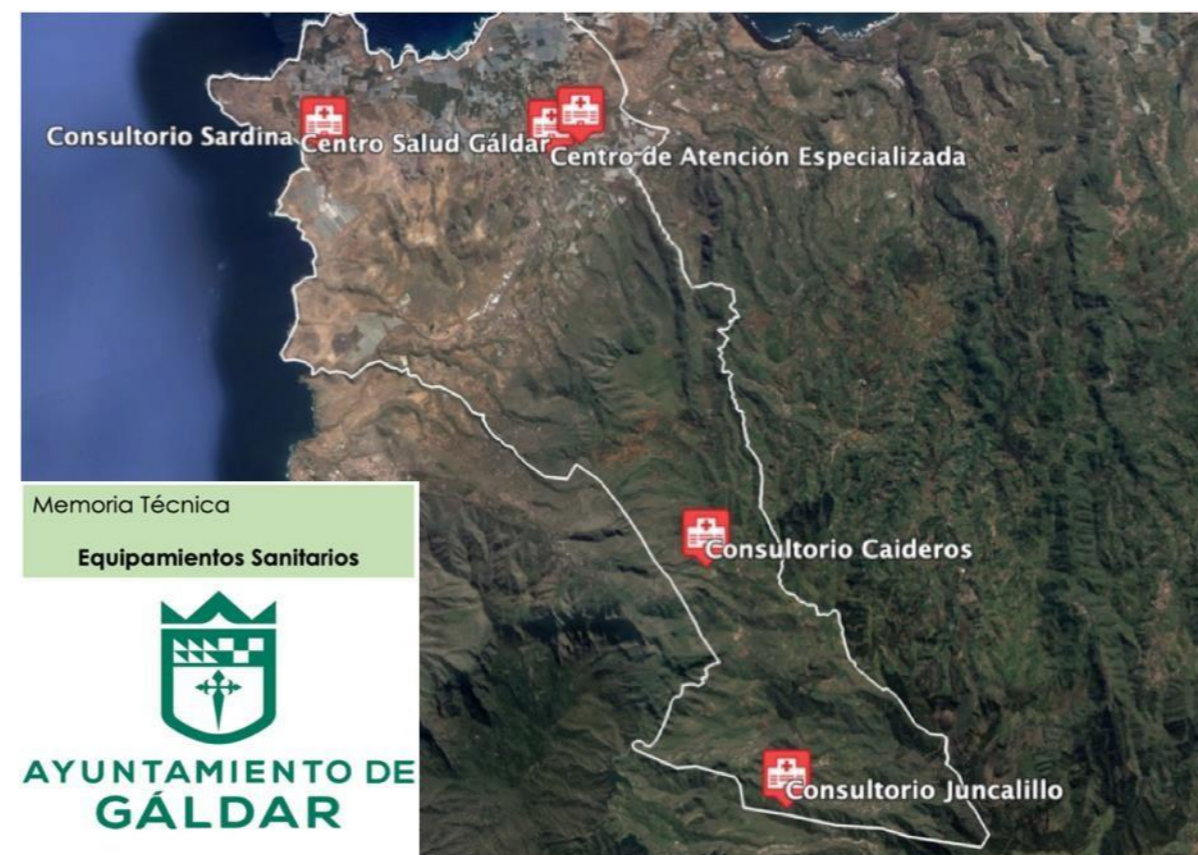 Consultorio Sardina
Centro Salud Gáldar
Centro de Atención Especializada
Consultorio Caideros
Consultorio Juncalillo
Memoria Técnica
Equipamientos Sanitarios
AYUNTAMIENTO DE
GÁLDAR